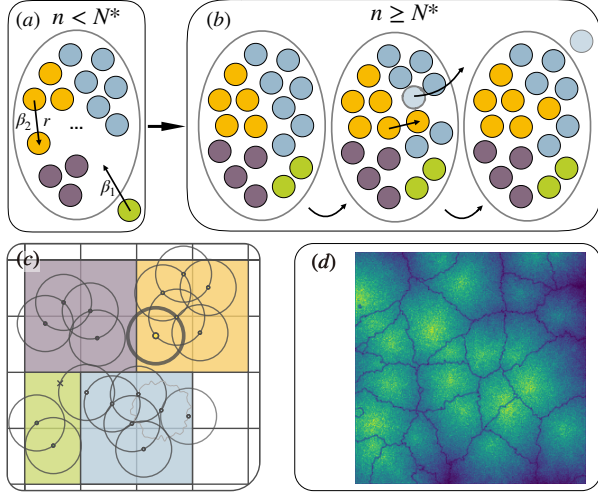 (a) n < N*
β₂ r
...
β₁
(b) n ≥ N*
(c)
(d)